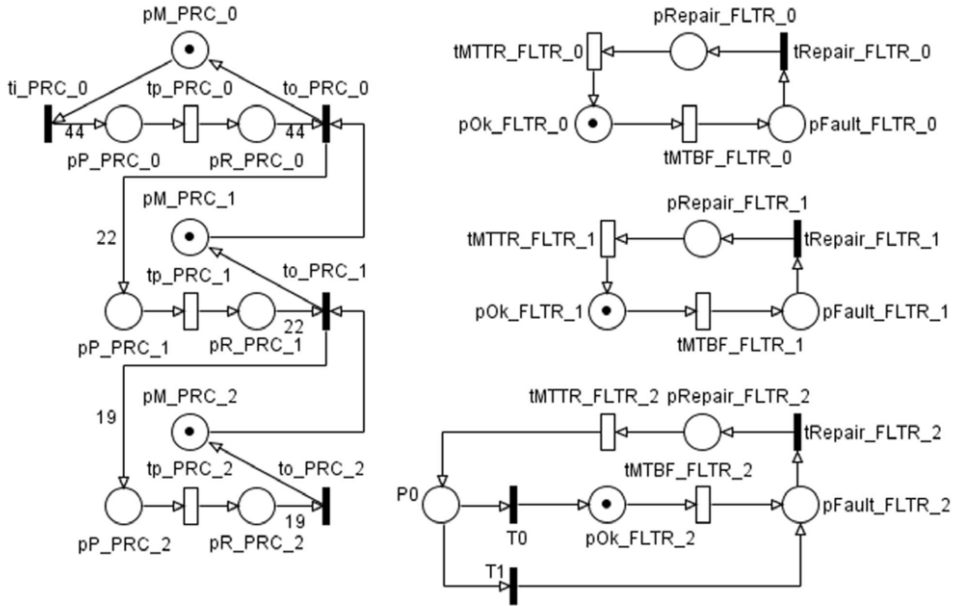 pM_PRC_0
ti_PRC_0
tp_PRC_0
to_PRC_0
44
44
pP_PRC_0
pR_PRC_0
pM_PRC_1
22
tp_PRC_1
to_PRC_1
22
pP_PRC_1
pR_PRC_1
pM_PRC_2
19
tp_PRC_2
to_PRC_2
19
pP_PRC_2
pR_PRC_2
pRepair_FLTR_0
tMTTR_FLTR_0
tRepair_FLTR_0
pOk_FLTR_0
pFault_FLTR_0
tMTBF_FLTR_0
pRepair_FLTR_1
tMTTR_FLTR_1
tRepair_FLTR_1
pOk_FLTR_1
pFault_FLTR_1
tMTBF_FLTR_1
tMTTR_FLTR_2
pRepair_FLTR_2
tRepair_FLTR_2
tMTBF_FLTR_2
P0
pFault_FLTR_2
T0
pOk_FLTR_2
T1